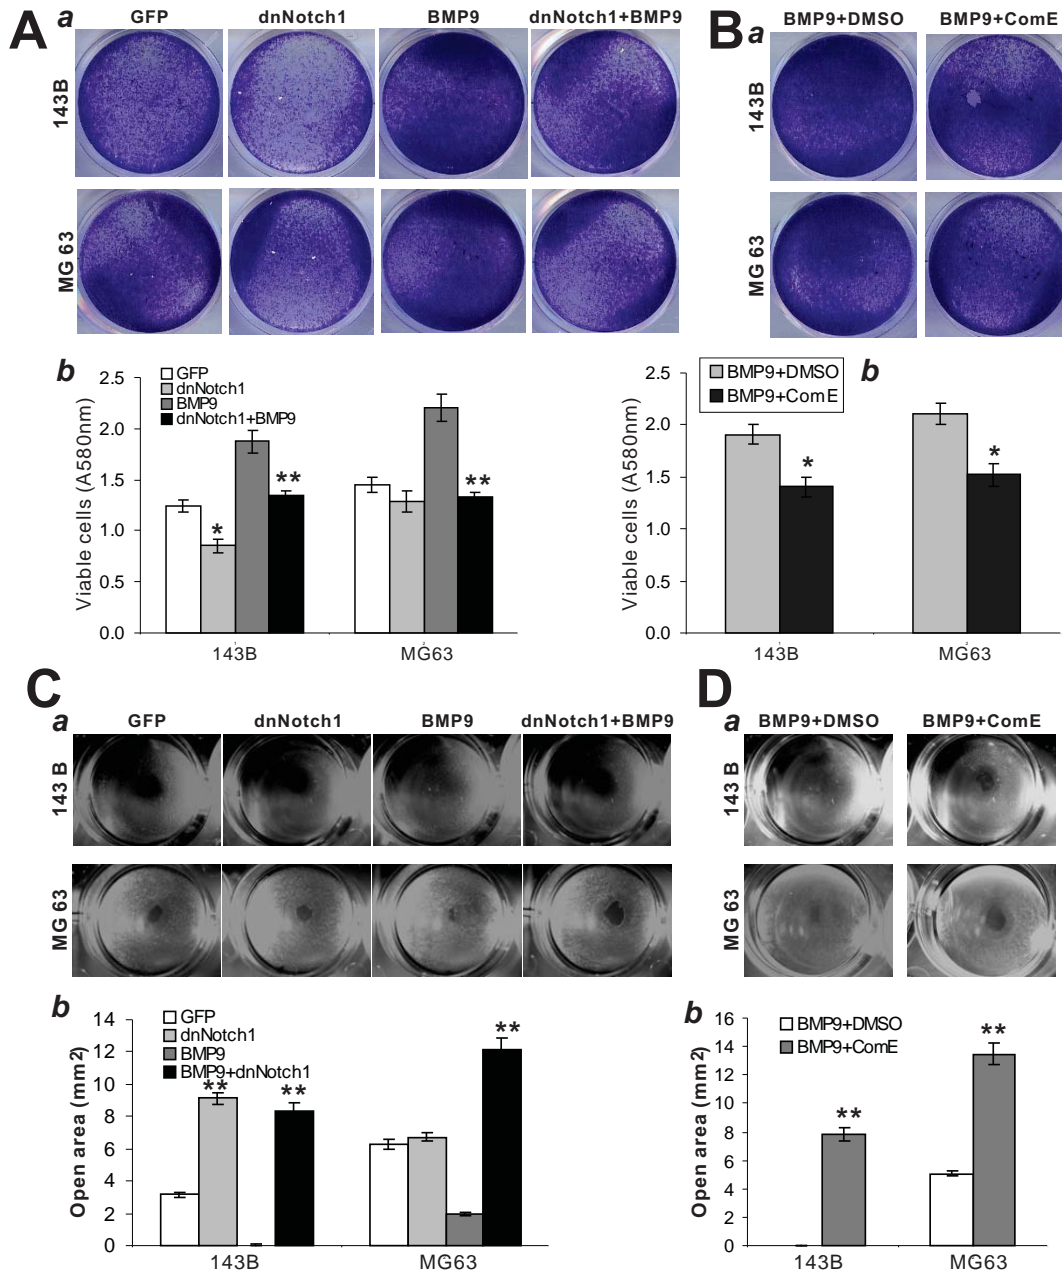 A
a
GFP
dnNotch1
BMP9
dnNotch1+BMP9
143B
MG 63
b
GFP
dnNotch1
BMP9
dnNotch1+BMP9
Viable cells (A580nm)
2.5
2.0
1.5
1.0
0.5
0.0
*
**
**
143B
MG63
B
a
BMP9+DMSO
BMP9+ComE
143B
MG 63
b
BMP9+DMSO
BMP9+ComE
Viable cells (A580nm)
2.5
2.0
1.5
1.0
0.5
0.0
*
*
143B
MG63
C
a
GFP
dnNotch1
BMP9
dnNotch1+BMP9
143 B
MG 63
b
GFP
dnNotch1
BMP9
BMP9+dnNotch1
Open area (mm2)
14
12
10
8
6
4
2
0
**
**
**
143B
MG63
D
a
BMP9+DMSO
BMP9+ComE
143 B
MG 63
b
BMP9+DMSO
BMP9+ComE
Open area (mm2)
16
14
12
10
8
6
4
2
0
**
**
143B
MG63